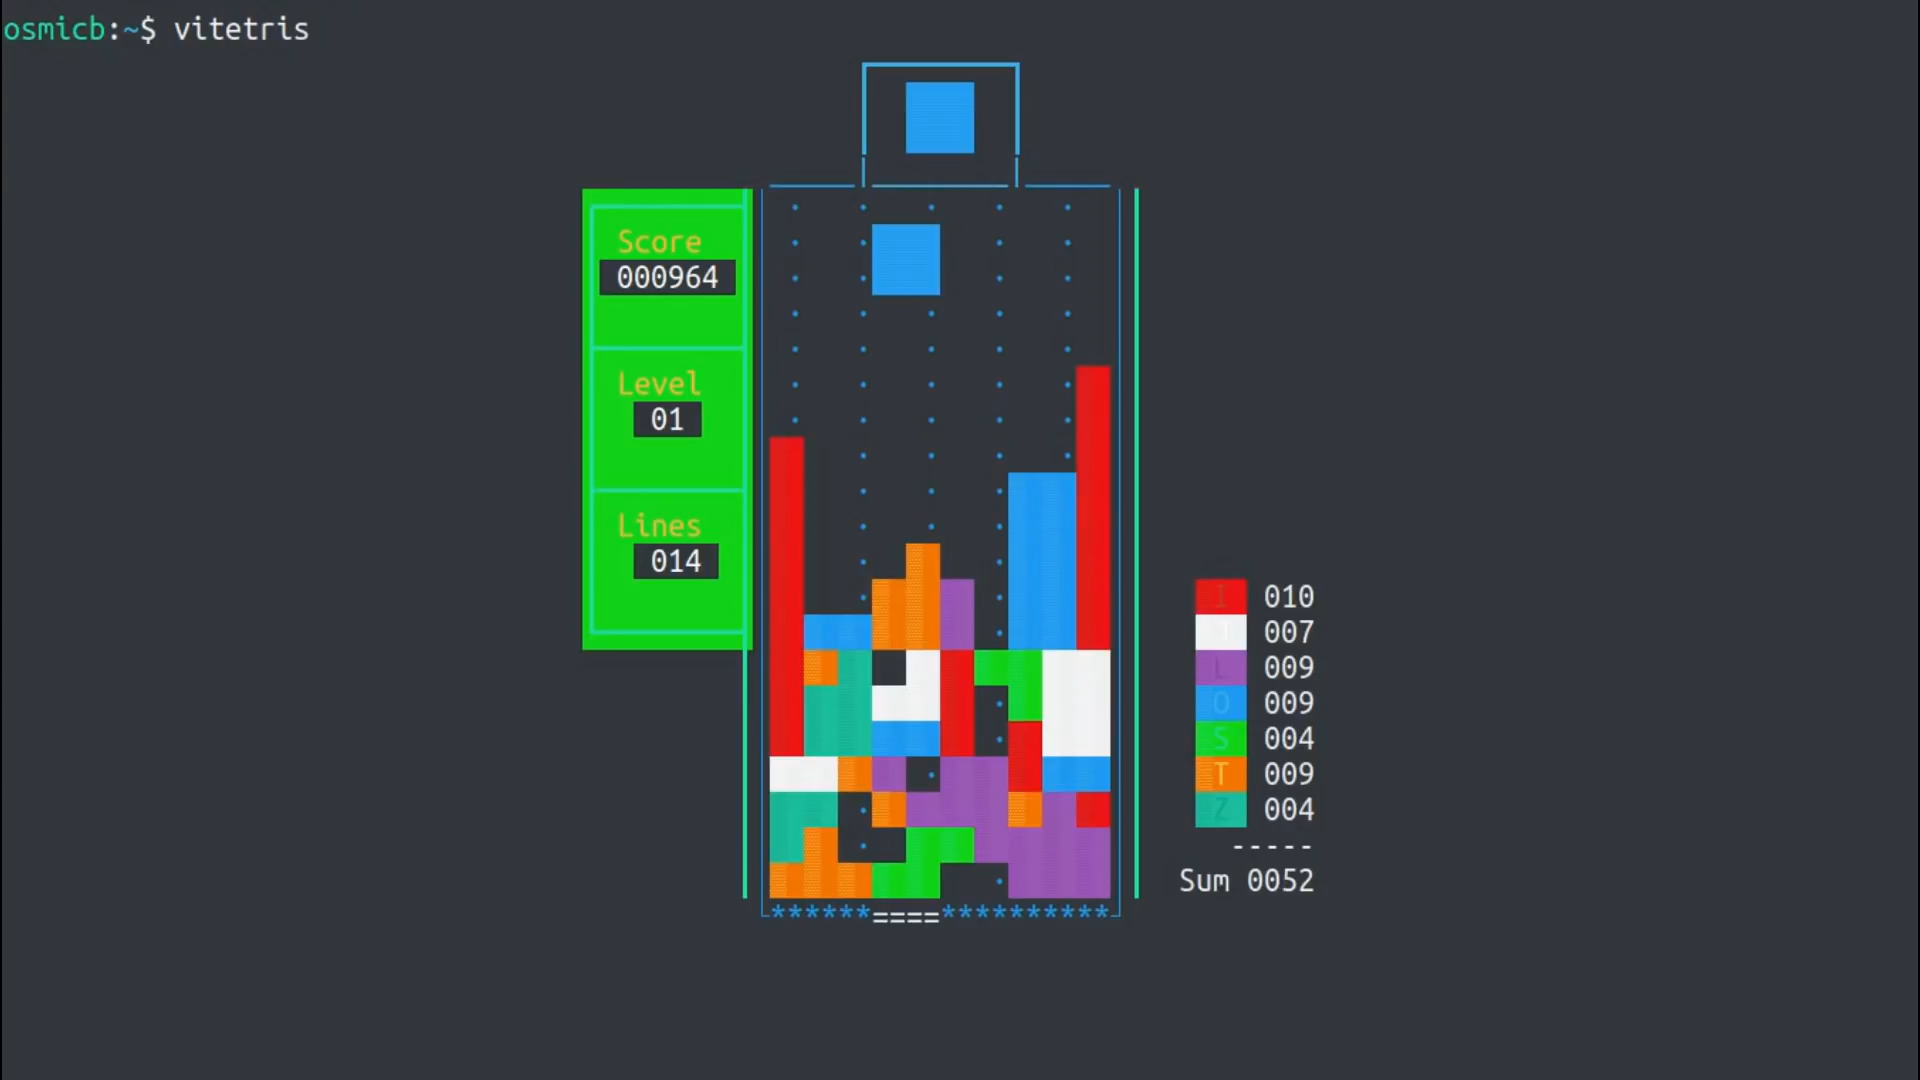 osmicb:~$ vitetris
Score
000964
Level
01
Lines
014
I 010
J 007
L 009
O 009
S 004
T 009
Z 004
-----
Sum 0052
******====**********